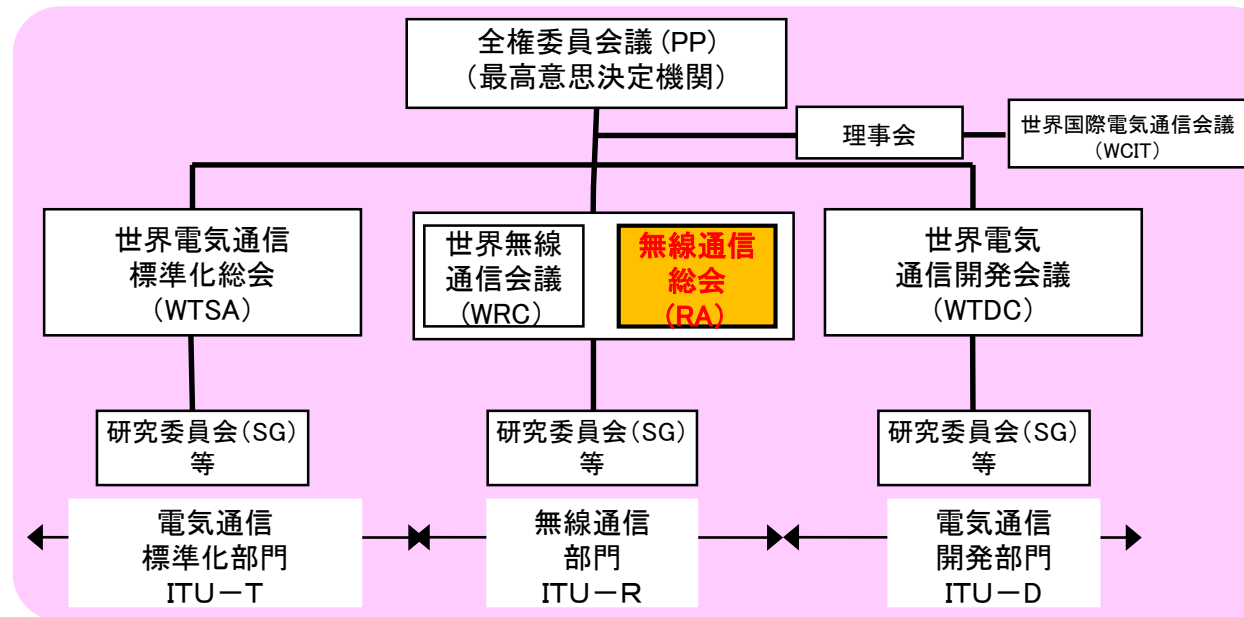 全権委員会議(PP)
(最高意思決定機関)
理事会
世界国際電気通信会議
(WCIT)
世界電気通信
標準化総会
(WTSA)
世界無線
通信会議
(WRC)
無線通信
総会
(RA)
世界電気
通信開発会議
(WTDC)
研究委員会(SG)
等
研究委員会(SG)
等
研究委員会(SG)
等
電気通信
標準化部門
ITU－T
無線通信
部門
ITU－R
電気通信
開発部門
ITU－D